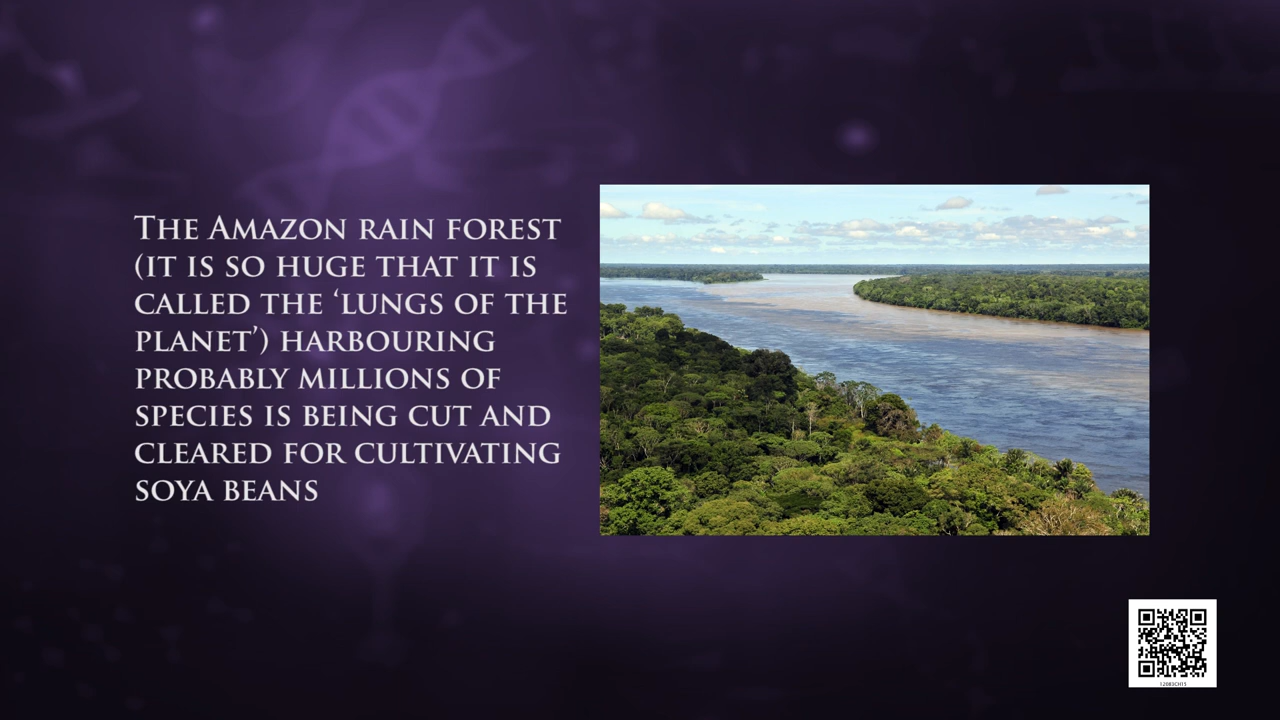 The Amazon rain forest
(it is so huge that it is
called the ‘lungs of the
planet’) harbouring
probably millions of
species is being cut and
cleared for cultivating
soya beans
12083CH15